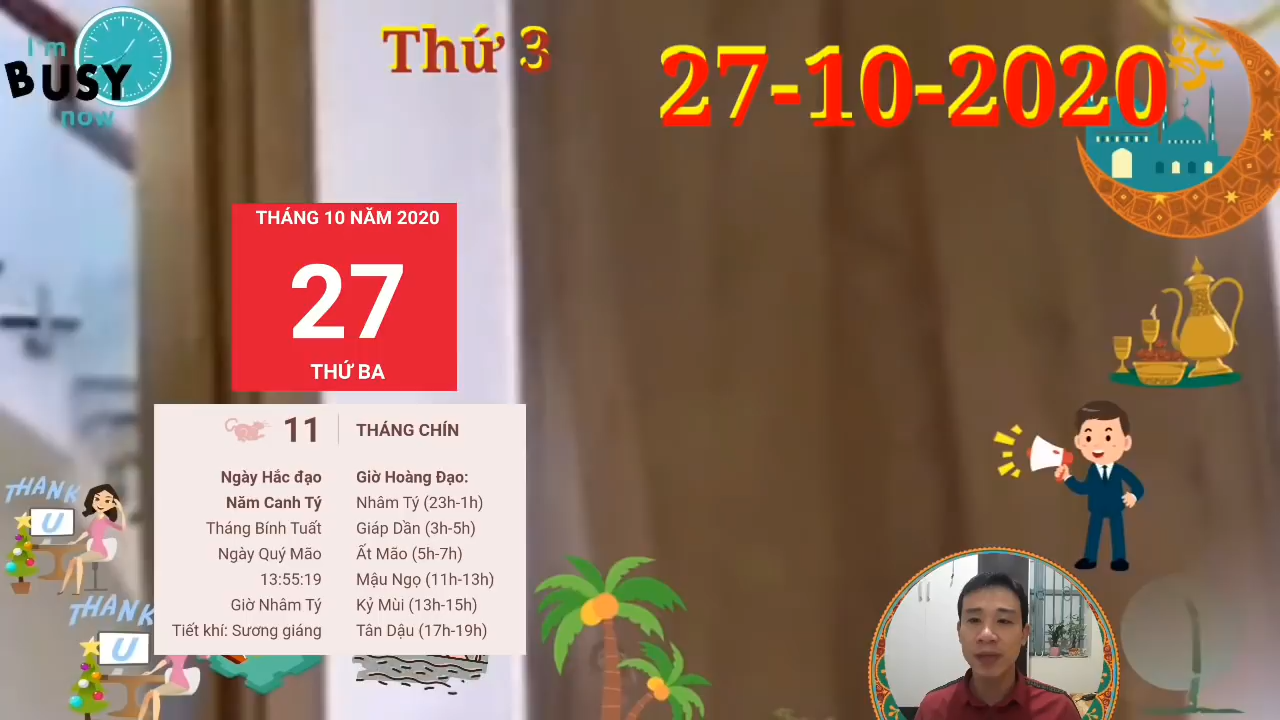 I'm
BUSY
now
Thứ 3
27-10-2020
THÁNG 10 NĂM 2020
27
THỨ BA
11
THÁNG CHÍN
Ngày Hắc đạo
Năm Canh Tý
Tháng Bính Tuất
Ngày Quý Mão
13:55:19
Giờ Nhâm Tý
Tiết khí: Sương giáng
Giờ Hoàng Đạo:
Nhâm Tý (23h-1h)
Giáp Dần (3h-5h)
Ất Mão (5h-7h)
Mậu Ngọ (11h-13h)
Kỷ Mùi (13h-15h)
Tân Dậu (17h-19h)
THANK
U
THANK
U